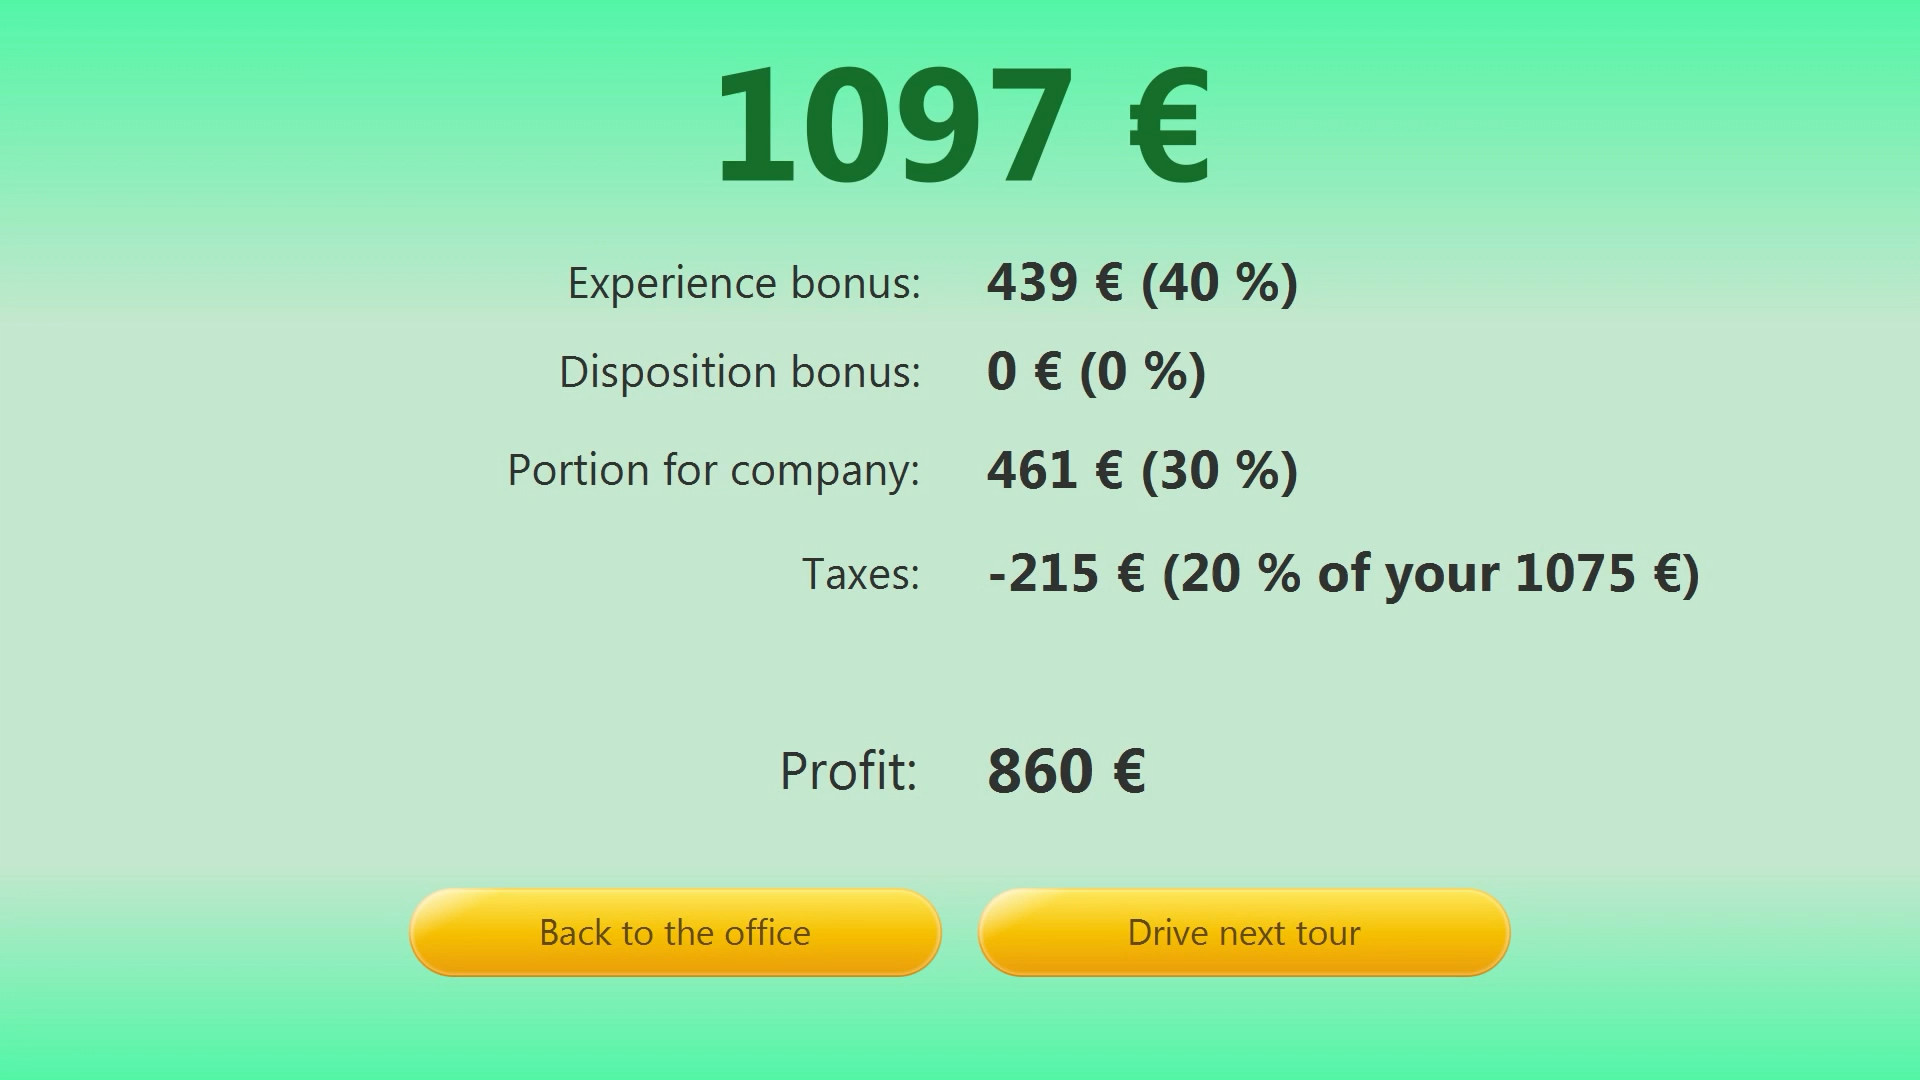 1097 €
Experience bonus: 439 € (40 %)
Disposition bonus: 0 € (0 %)
Portion for company: 461 € (30 %)
Taxes: -215 € (20 % of your 1075 €)
Profit: 860 €
Back to the office
Drive next tour